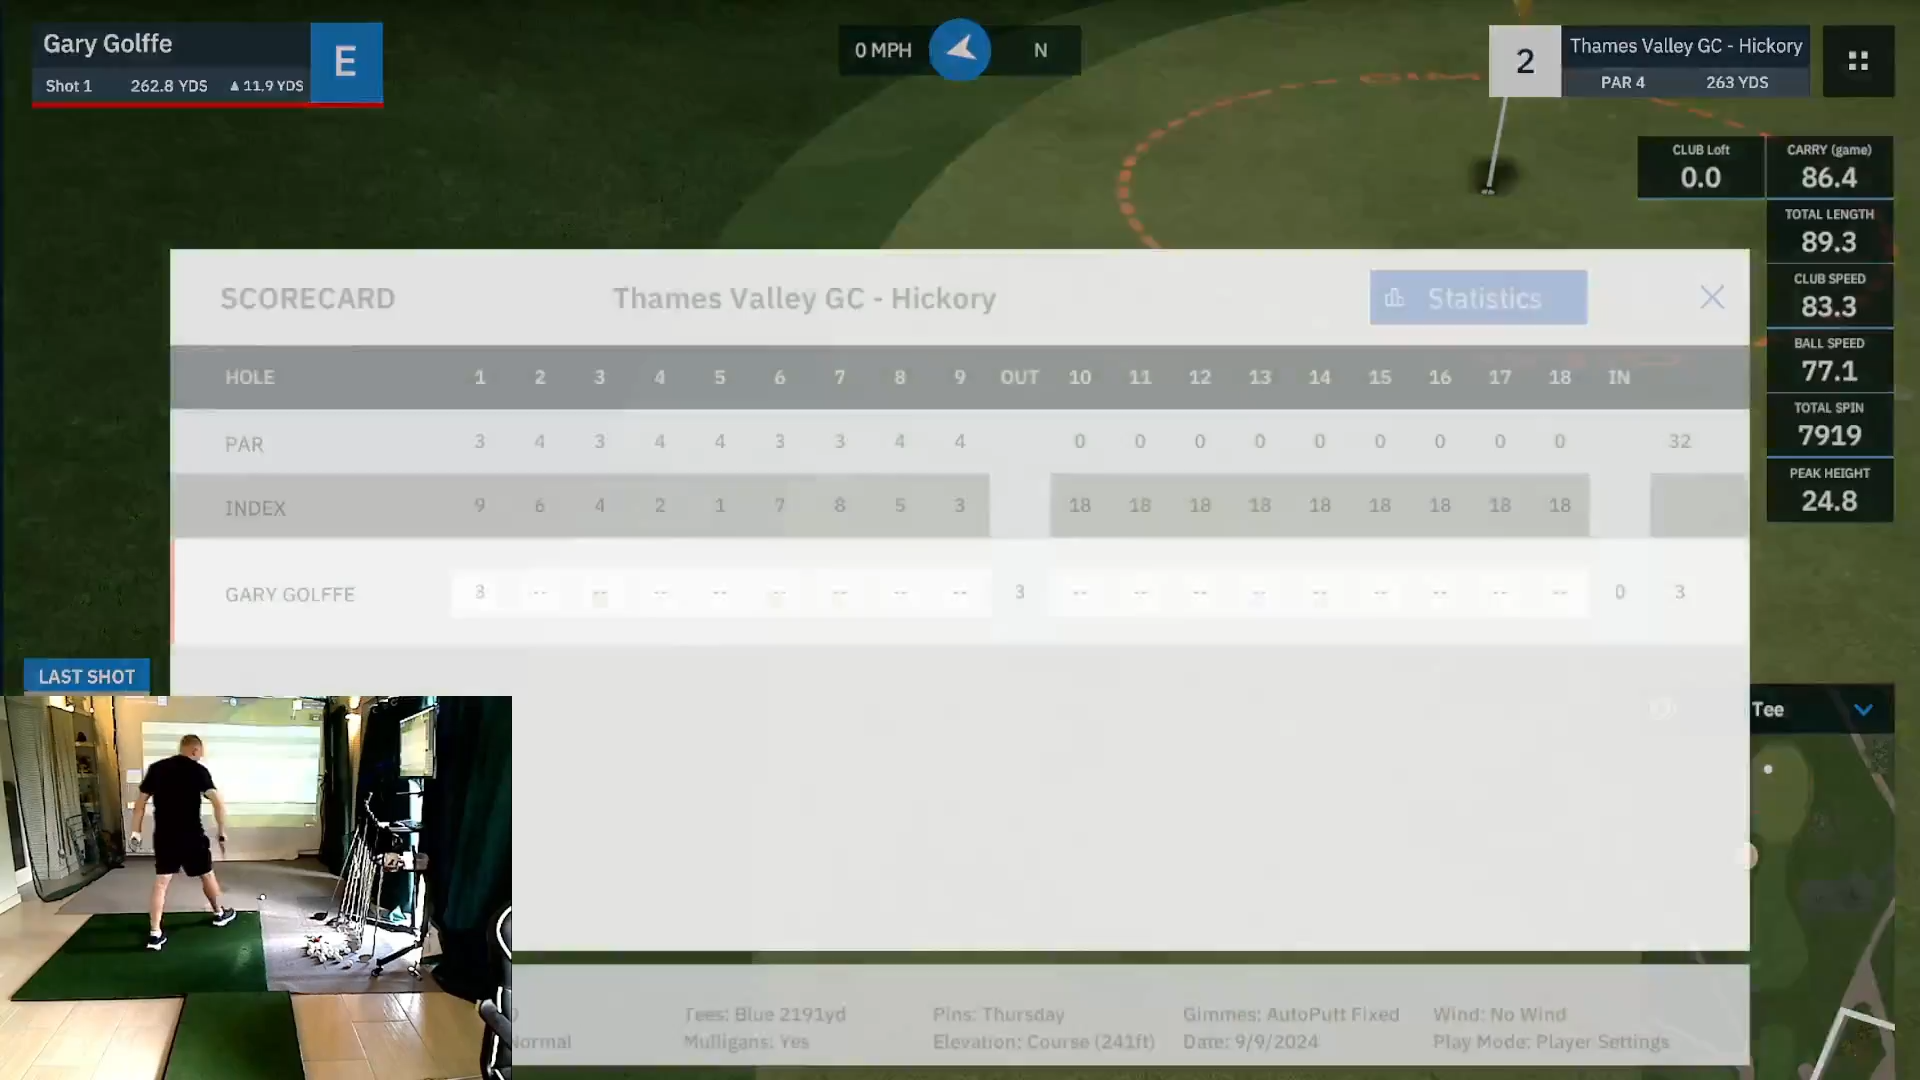 Gary Golffe
E
Shot 1 262.8 YDS ▲11.9 YDS
0 MPH N
2
Thames Valley GC - Hickory
PAR 4 263 YDS
CLUB Loft
0.0
CARRY (game)
86.4
TOTAL LENGTH
89.3
CLUB SPEED
83.3
BALL SPEED
77.1
TOTAL SPIN
7919
PEAK HEIGHT
24.8
SCORECARD Thames Valley GC - Hickory Statistics
HOLE 1 2 3 4 5 6 7 8 9 OUT 10 11 12 13 14 15 16 17 18 IN
PAR 3 4 3 4 4 3 3 4 4 0 0 0 0 0 0 0 0 0 32
INDEX 9 6 4 2 1 7 8 5 3 18 18 18 18 18 18 18 18 18
GARY GOLFFE 3 -- -- -- -- -- -- -- -- 3 -- -- -- -- -- -- -- -- -- 0 3
LAST SHOT
Tee
Tees: Blue 2191yd Pins: Thursday Gimmes: AutoPutt Fixed Wind: No Wind
Normal Mulligans: Yes Elevation: Course (241ft) Date: 9/9/2024 Play Mode: Player Settings